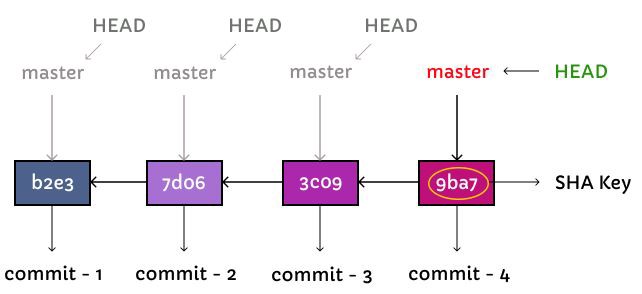 HEAD HEAD HEAD
master master master master HEAD
b2e3 7d06 3c09 9ba7 SHA Key
commit - 1 commit - 2 commit - 3 commit - 4